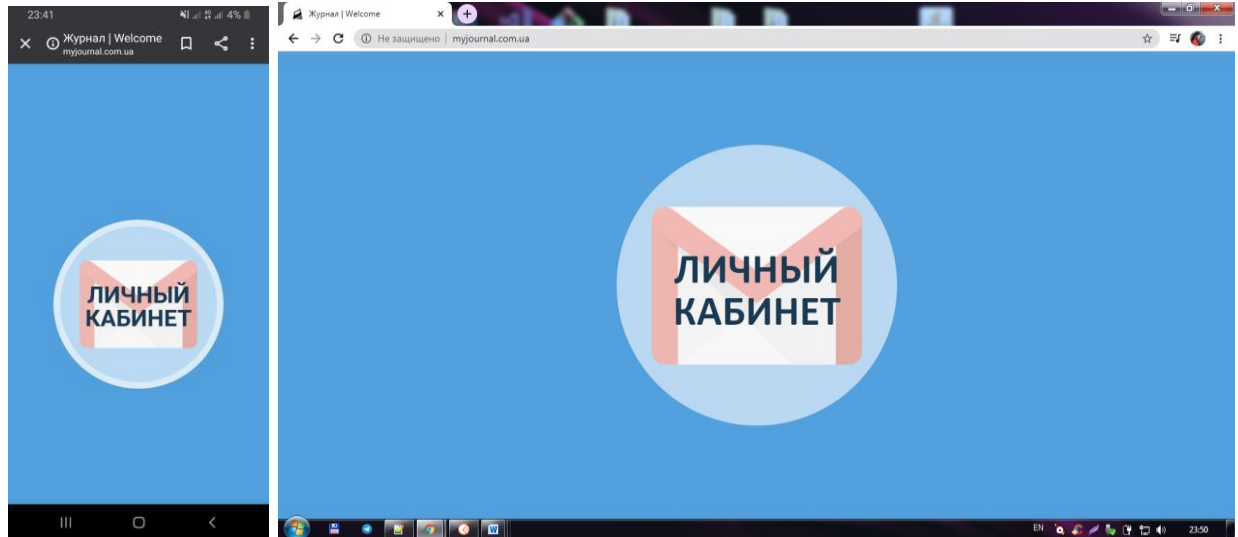 23:41
4%
Журнал | Welcome
myjournal.com.ua
ЛИЧНЫЙ
КАБИНЕТ
Журнал | Welcome
Не защищено | myjournal.com.ua
ЛИЧНЫЙ
КАБИНЕТ
EN
23:50